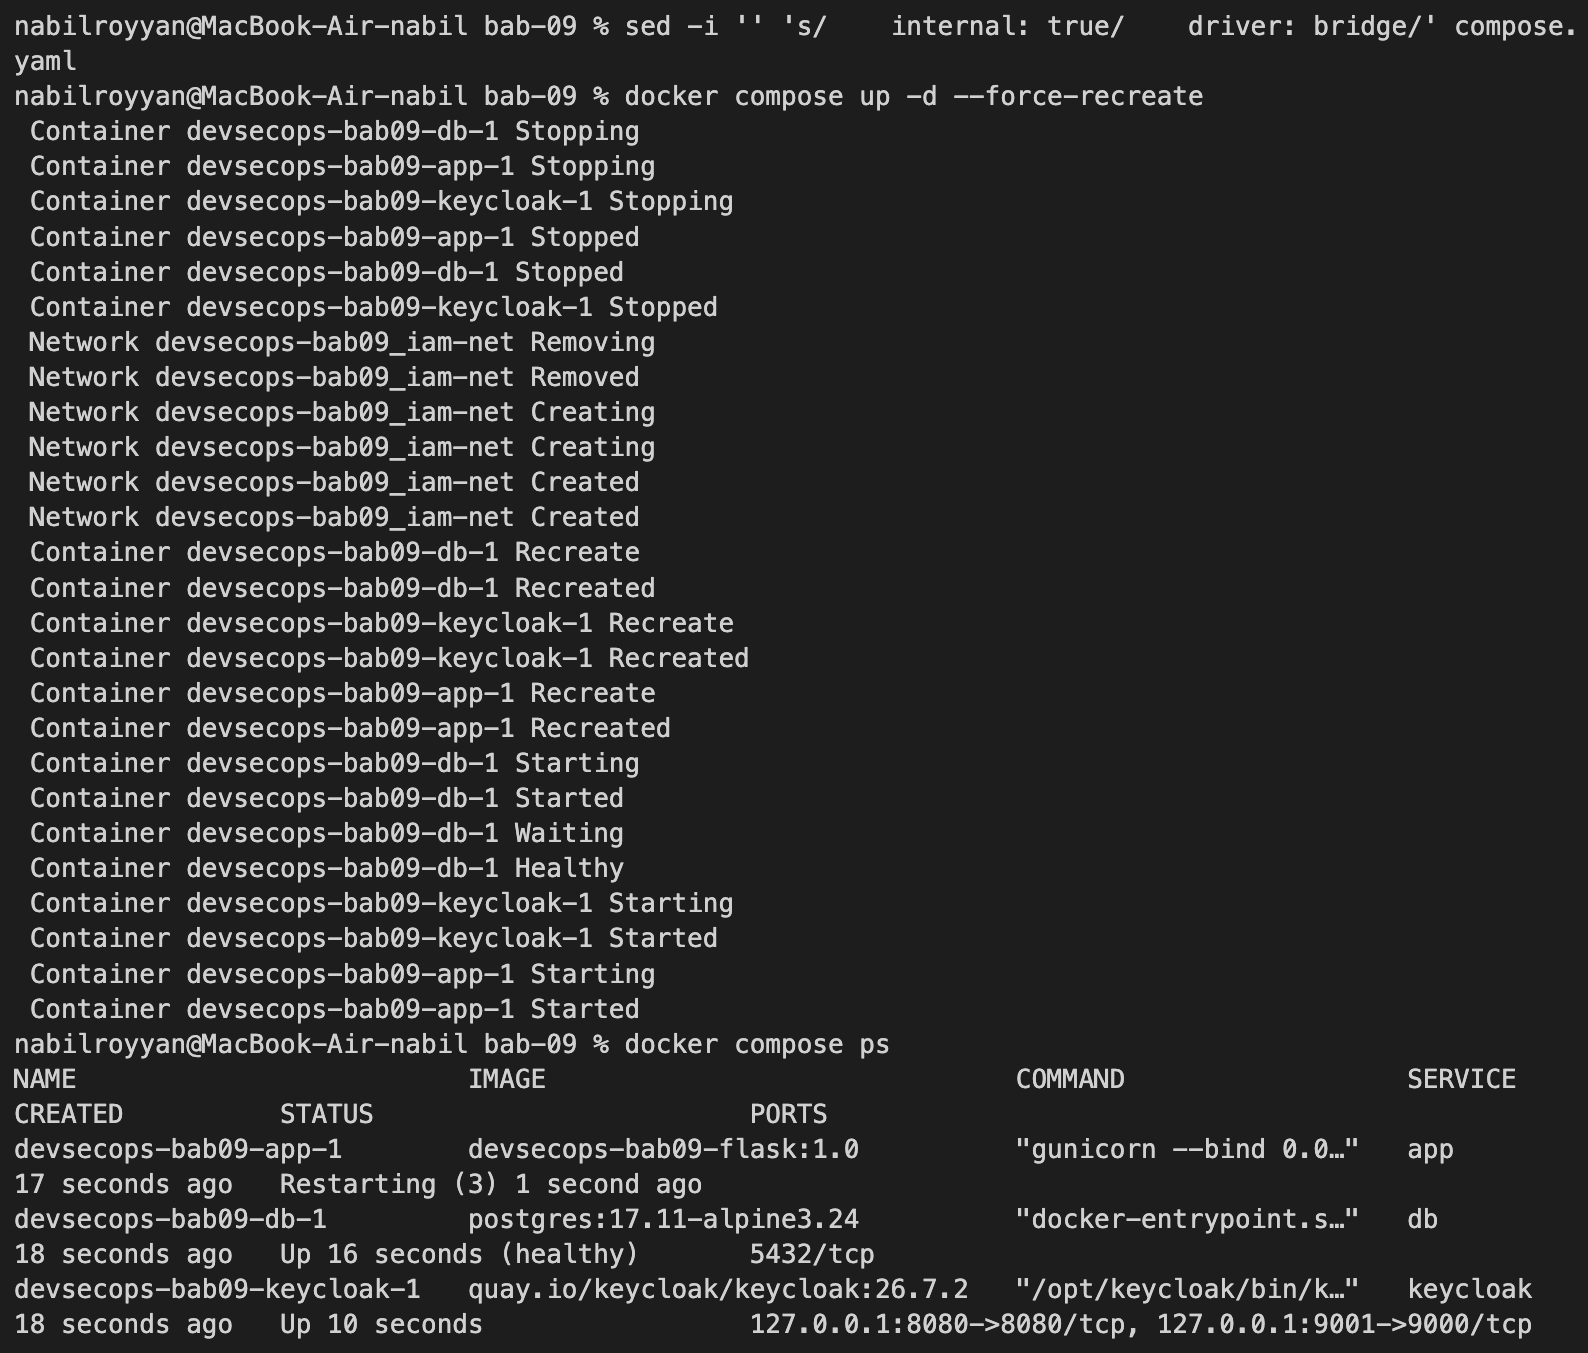 nabilroyyan@MacBook-Air-nabil bab-09 % sed -i '' 's/    internal: true/    driver: bridge/' compose.
yaml
nabilroyyan@MacBook-Air-nabil bab-09 % docker compose up -d --force-recreate
 Container devsecops-bab09-db-1 Stopping
 Container devsecops-bab09-app-1 Stopping
 Container devsecops-bab09-keycloak-1 Stopping
 Container devsecops-bab09-app-1 Stopped
 Container devsecops-bab09-db-1 Stopped
 Container devsecops-bab09-keycloak-1 Stopped
 Network devsecops-bab09_iam-net Removing
 Network devsecops-bab09_iam-net Removed
 Network devsecops-bab09_iam-net Creating
 Network devsecops-bab09_iam-net Creating
 Network devsecops-bab09_iam-net Created
 Network devsecops-bab09_iam-net Created
 Container devsecops-bab09-db-1 Recreate
 Container devsecops-bab09-db-1 Recreated
 Container devsecops-bab09-keycloak-1 Recreate
 Container devsecops-bab09-keycloak-1 Recreated
 Container devsecops-bab09-app-1 Recreate
 Container devsecops-bab09-app-1 Recreated
 Container devsecops-bab09-db-1 Starting
 Container devsecops-bab09-db-1 Started
 Container devsecops-bab09-db-1 Waiting
 Container devsecops-bab09-db-1 Healthy
 Container devsecops-bab09-keycloak-1 Starting
 Container devsecops-bab09-keycloak-1 Started
 Container devsecops-bab09-app-1 Starting
 Container devsecops-bab09-app-1 Started
nabilroyyan@MacBook-Air-nabil bab-09 % docker compose ps
NAME                         IMAGE                              COMMAND                  SERVICE
CREATED          STATUS                        PORTS
devsecops-bab09-app-1        devsecops-bab09-flask:1.0          "gunicorn --bind 0.0…"   app
17 seconds ago   Restarting (3) 1 second ago
devsecops-bab09-db-1         postgres:17.11-alpine3.24          "docker-entrypoint.s…"   db
18 seconds ago   Up 16 seconds (healthy)       5432/tcp
devsecops-bab09-keycloak-1   quay.io/keycloak/keycloak:26.7.2   "/opt/keycloak/bin/k…"   keycloak
18 seconds ago   Up 10 seconds                 127.0.0.1:8080->8080/tcp, 127.0.0.1:9001->9000/tcp